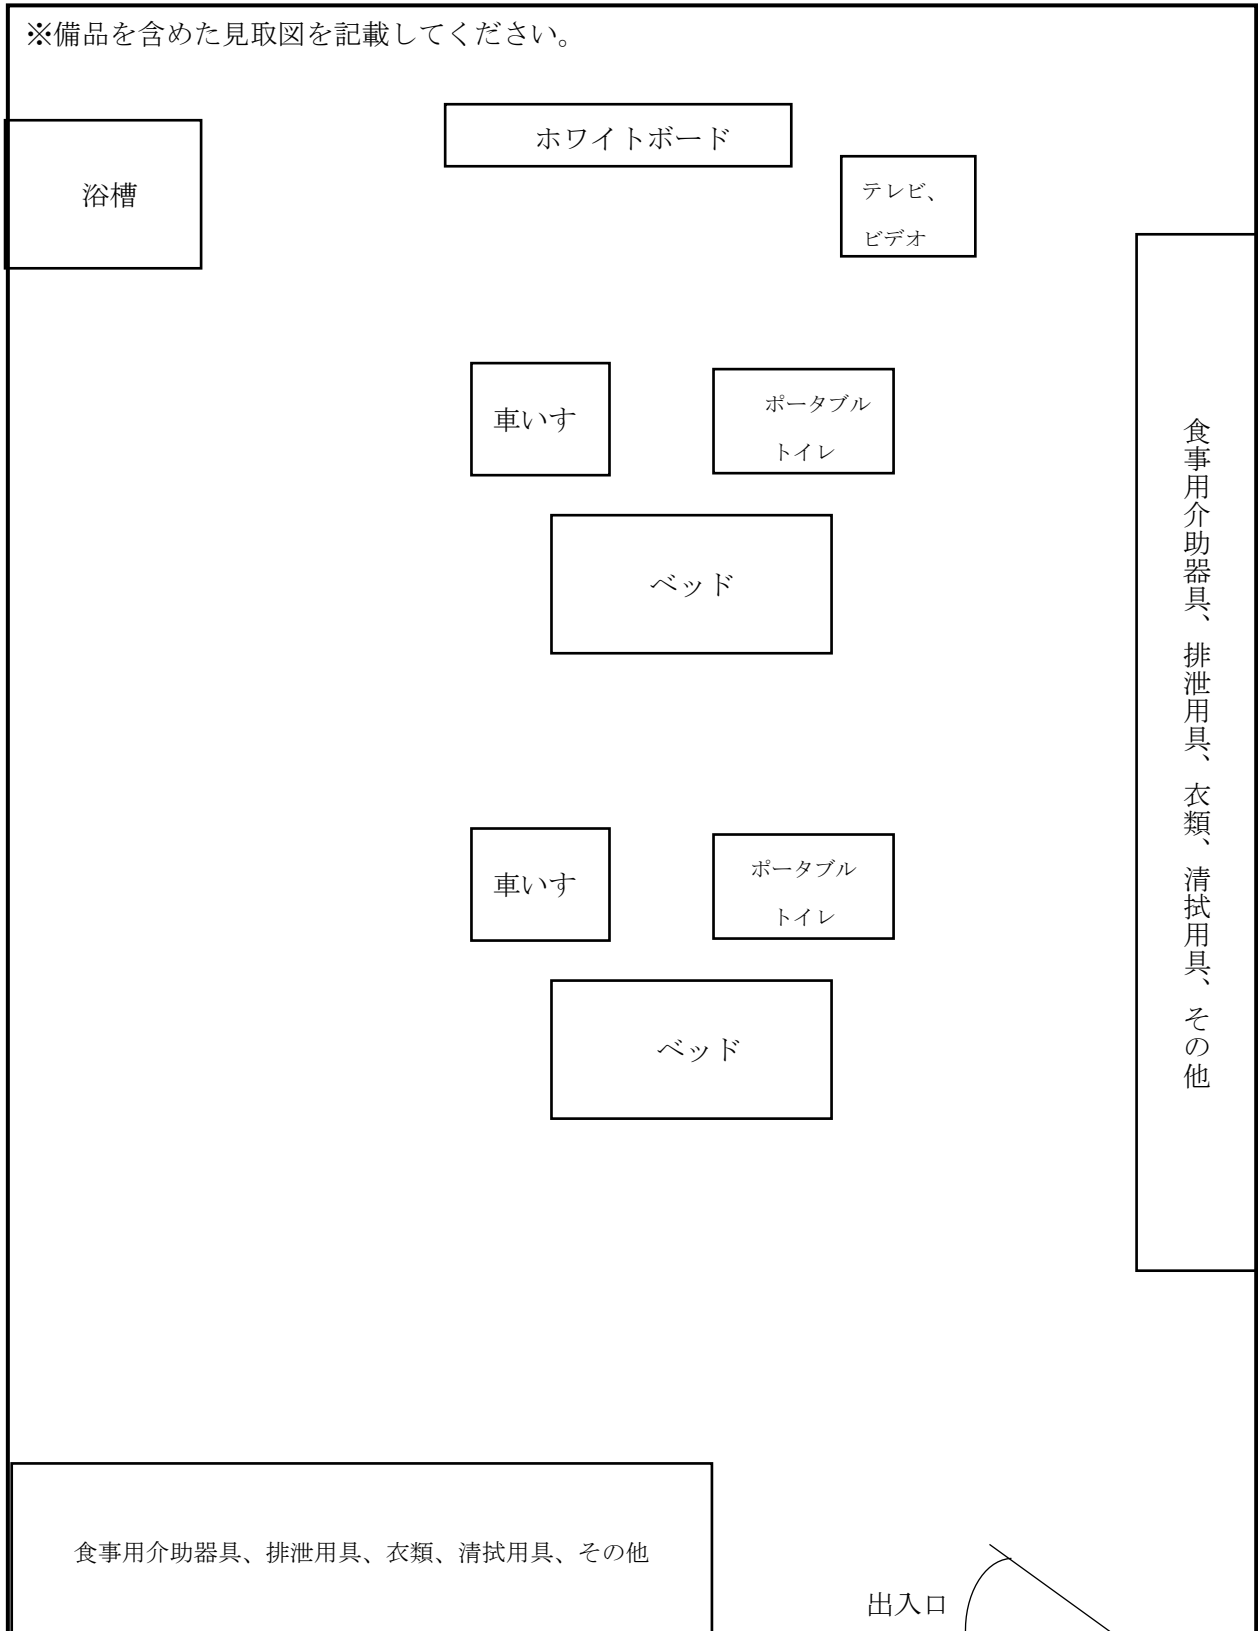 ※備品を含めた見取図を記載してください。
ホワイトボード
浴槽
テレビ、
ビデオ
車いす
ポータブル
トイレ
ベッド
食事用介助器具、排泄用具、衣類、清拭用具、その他
車いす
ポータブル
トイレ
ベッド
食事用介助器具、排泄用具、衣類、清拭用具、その他
出入口